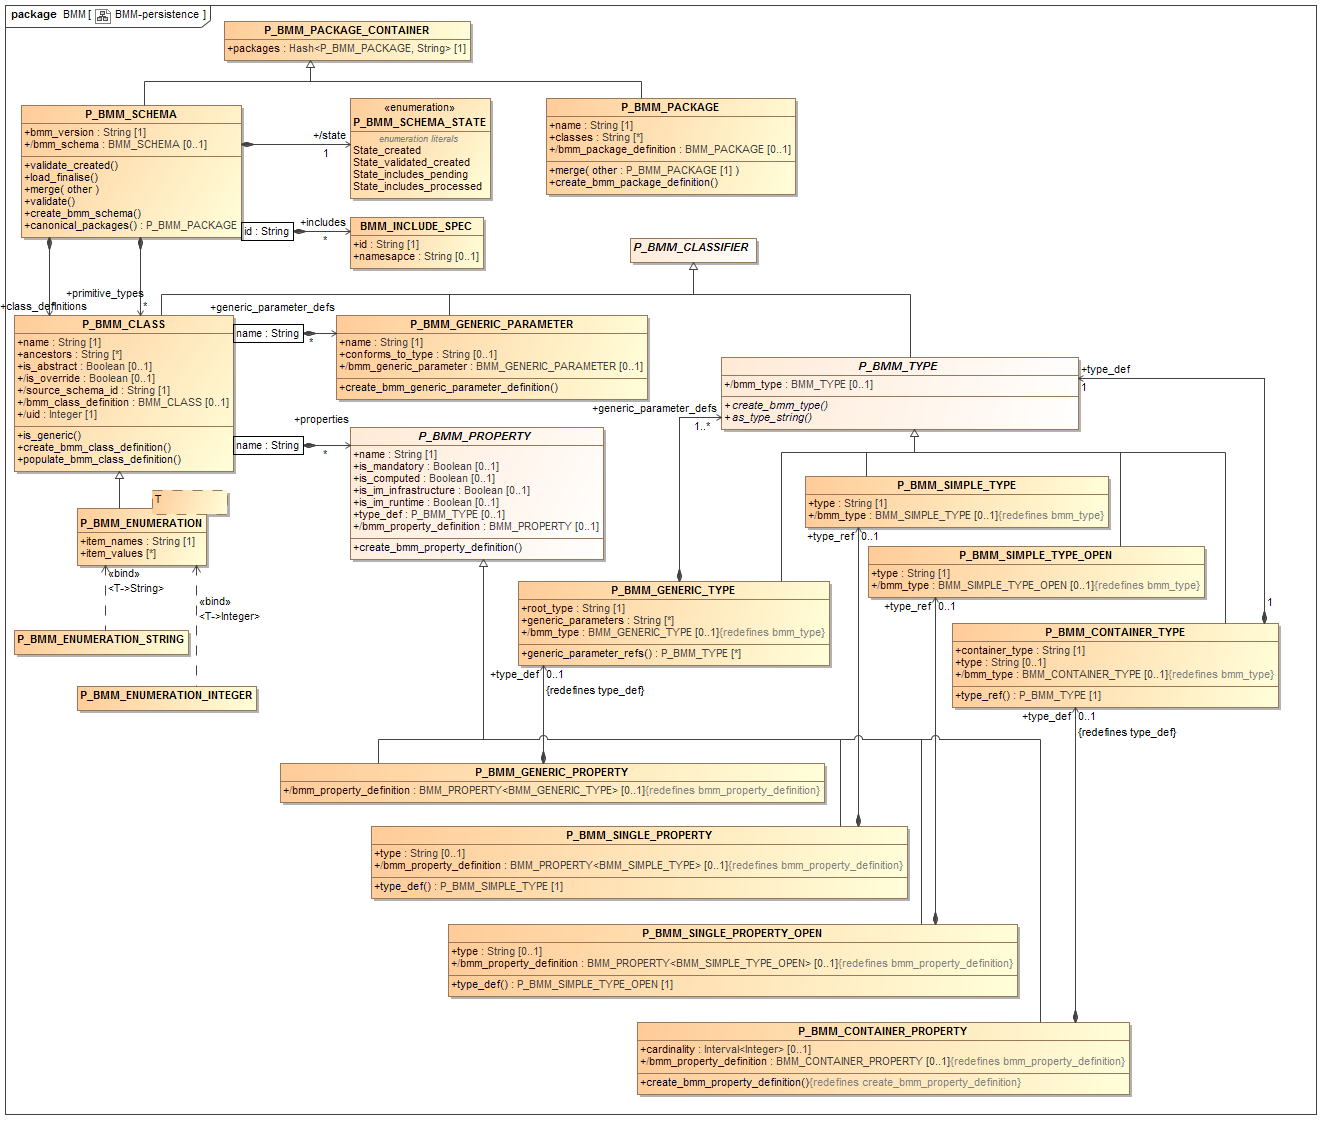 package BMM [ BMM-persistence ]
P_BMM_PACKAGE_CONTAINER
+packages : Hash<P_BMM_PACKAGE, String> [1]
P_BMM_SCHEMA
+bmm_version : String [1]
+/bmm_schema : BMM_SCHEMA [0..1]
+validate_created()
+load_finalise()
+merge( other )
+validate()
+create_bmm_schema()
+canonical_packages() : P_BMM_PACKAGE
+/state
1
«enumeration»
P_BMM_SCHEMA_STATE
enumeration literals
State_created
State_validated_created
State_includes_pending
State_includes_processed
P_BMM_PACKAGE
+name : String [1]
+classes : String [*]
+/bmm_package_definition : BMM_PACKAGE [0..1]
+merge( other : P_BMM_PACKAGE [1] )
+create_bmm_package_definition()
id : String
+includes
*
BMM_INCLUDE_SPEC
+id : String [1]
+namesapce : String [0..1]
P_BMM_CLASSIFIER
+primitive_types
*
+class_definitions
+generic_parameter_defs
P_BMM_CLASS
+name : String [1]
+ancestors : String [*]
+is_abstract : Boolean [0..1]
+/is_override : Boolean [0..1]
+/source_schema_id : String [1]
+/bmm_class_definition : BMM_CLASS [0..1]
+/uid : Integer [1]
+is_generic()
+create_bmm_class_definition()
+populate_bmm_class_definition()
name : String
*
P_BMM_GENERIC_PARAMETER
+name : String [1]
+conforms_to_type : String [0..1]
+/bmm_generic_parameter : BMM_GENERIC_PARAMETER [0..1]
+create_bmm_generic_parameter_definition()
P_BMM_TYPE
+/bmm_type : BMM_TYPE [0..1]
+create_bmm_type()
+as_type_string()
+type_def
1
+generic_parameter_defs
1..*
name : String
+properties
*
P_BMM_PROPERTY
+name : String [1]
+is_mandatory : Boolean [0..1]
+is_computed : Boolean [0..1]
+is_im_infrastructure : Boolean [0..1]
+is_im_runtime : Boolean [0..1]
+type_def : P_BMM_TYPE [0..1]
+/bmm_property_definition : BMM_PROPERTY [0..1]
+create_bmm_property_definition()
T
P_BMM_ENUMERATION
+item_names : String [1]
+item_values [*]
«bind»
<T->String>
«bind»
<T->Integer>
P_BMM_ENUMERATION_STRING
P_BMM_ENUMERATION_INTEGER
P_BMM_SIMPLE_TYPE
+type : String [1]
+/bmm_type : BMM_SIMPLE_TYPE [0..1]{redefines bmm_type}
+type_ref 0..1
P_BMM_SIMPLE_TYPE_OPEN
+type : String [1]
+/bmm_type : BMM_SIMPLE_TYPE_OPEN [0..1]{redefines bmm_type}
+type_ref 0..1
P_BMM_GENERIC_TYPE
+root_type : String [1]
+generic_parameters : String [*]
+/bmm_type : BMM_GENERIC_TYPE [0..1]{redefines bmm_type}
+generic_parameter_refs() : P_BMM_TYPE [*]
+type_def 0..1
{redefines type_def}
1
P_BMM_CONTAINER_TYPE
+container_type : String [1]
+type : String [0..1]
+/bmm_type : BMM_CONTAINER_TYPE [0..1]{redefines bmm_type}
+type_ref() : P_BMM_TYPE [1]
+type_def 0..1
{redefines type_def}
P_BMM_GENERIC_PROPERTY
+/bmm_property_definition : BMM_PROPERTY<BMM_GENERIC_TYPE> [0..1]{redefines bmm_property_definition}
P_BMM_SINGLE_PROPERTY
+type : String [0..1]
+/bmm_property_definition : BMM_PROPERTY<BMM_SIMPLE_TYPE> [0..1]{redefines bmm_property_definition}
+type_def() : P_BMM_SIMPLE_TYPE [1]
P_BMM_SINGLE_PROPERTY_OPEN
+type : String [0..1]
+/bmm_property_definition : BMM_PROPERTY<BMM_SIMPLE_TYPE_OPEN> [0..1]{redefines bmm_property_definition}
+type_def() : P_BMM_SIMPLE_TYPE_OPEN [1]
P_BMM_CONTAINER_PROPERTY
+cardinality : Interval<Integer> [0..1]
+/bmm_property_definition : BMM_CONTAINER_PROPERTY [0..1]{redefines bmm_property_definition}
+create_bmm_property_definition(){redefines create_bmm_property_definition}